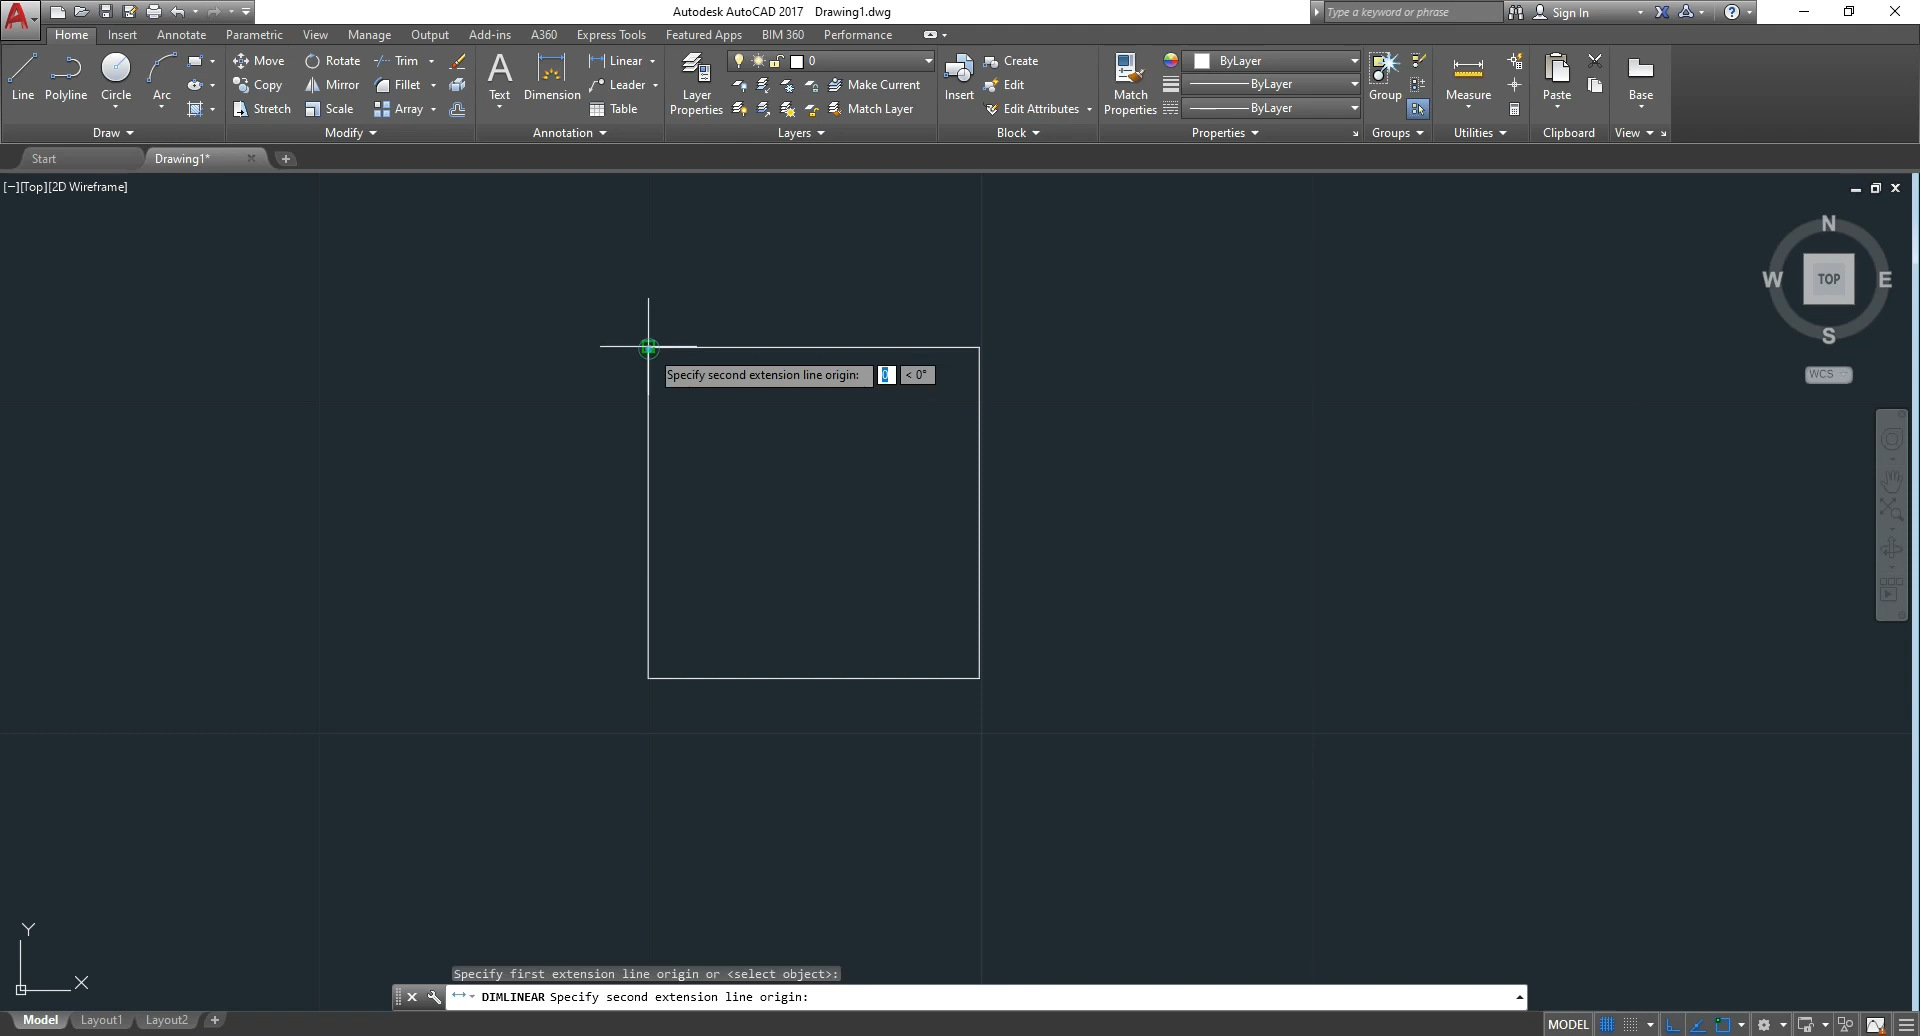 Autodesk AutoCAD 2017 Drawing1.dwg
Type a keyword or phrase
Sign In
Home Insert Annotate Parametric View Manage Output Add-ins A360 Express Tools Featured Apps BIM 360 Performance
Line Polyline Circle Arc
Move Rotate Trim
Copy Mirror Fillet
Stretch Scale Array
Text Dimension
Linear
Leader
Table
Layer Properties
0
Make Current
Match Layer
Insert
Create
Edit
Edit Attributes
Match Properties
ByLayer
ByLayer
ByLayer
Group
Measure
Paste
Base
Draw Modify Annotation Layers Block Properties Groups Utilities Clipboard View
Start Drawing1*
[−][Top][2D Wireframe]
N
W TOP E
S
WCS
Specify second extension line origin: 0 < 0°
Y
X
Specify first extension line origin or <select object>:
DIMLINEAR Specify second extension line origin:
Model Layout1 Layout2
MODEL